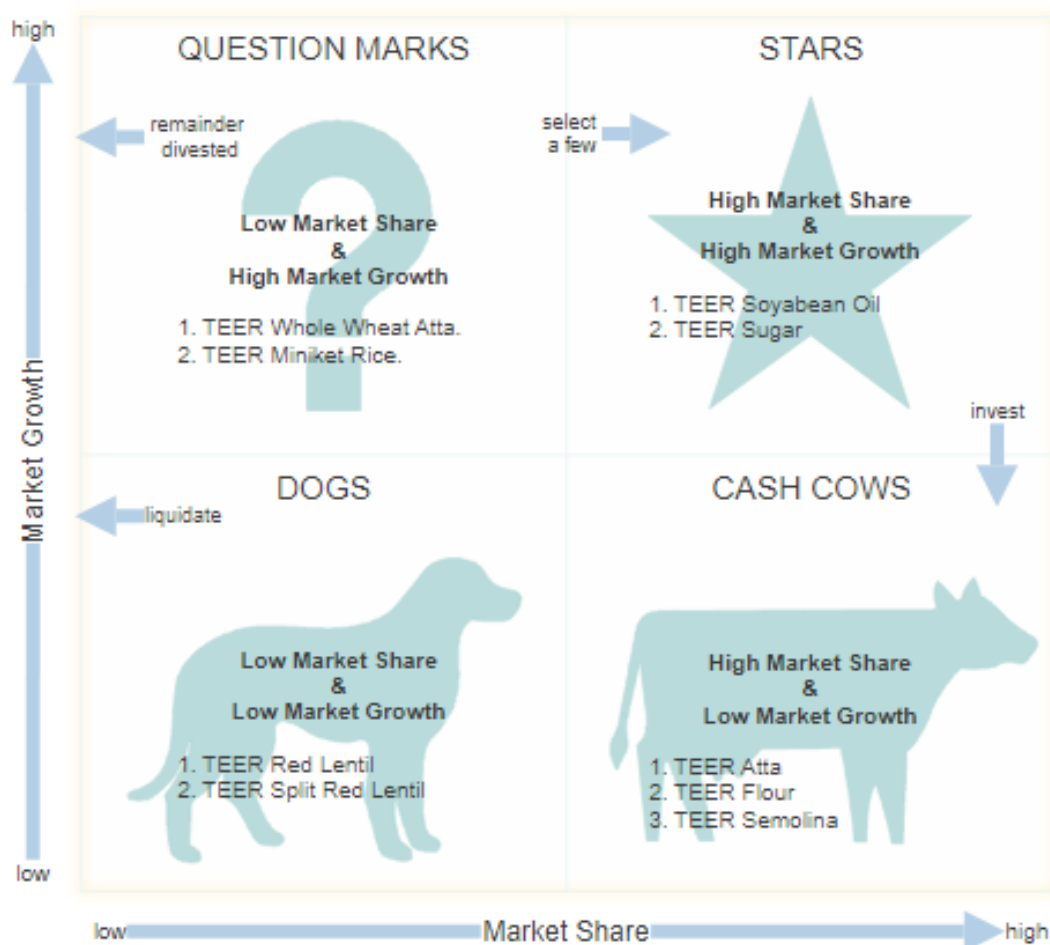 high
QUESTION MARKS
STARS
remainder
divested
select
a few
Low Market Share
&
High Market Growth
High Market Share
&
High Market Growth
1. TEER Whole Wheat Atta.
2. TEER Miniket Rice.
1. TEER Soyabean Oil
2. TEER Sugar
invest
Market Growth
DOGS
CASH COWS
liquidate
Low Market Share
&
Low Market Growth
High Market Share
&
Low Market Growth
1. TEER Red Lentil
2. TEER Split Red Lentil
1. TEER Atta
2. TEER Flour
3. TEER Semolina
low
low
Market Share
high